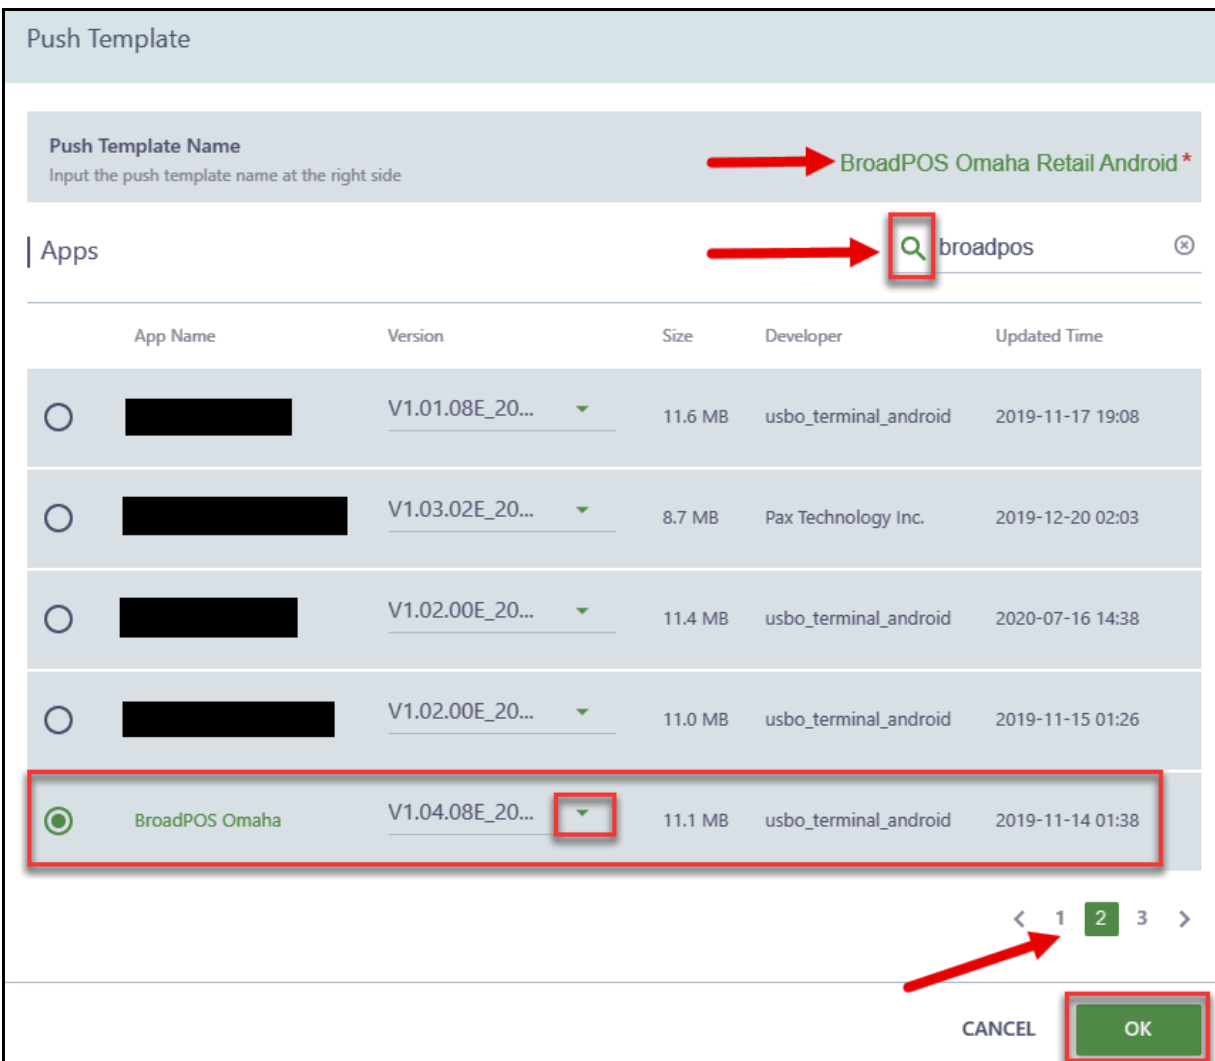 Push Template
Push Template Name
Input the push template name at the right side
BroadPOS Omaha Retail Android *
Apps
broadpos
App Name Version Size Developer Updated Time
V1.01.08E_20... 11.6 MB usbo_terminal_android 2019-11-17 19:08
V1.03.02E_20... 8.7 MB Pax Technology Inc. 2019-12-20 02:03
V1.02.00E_20... 11.4 MB usbo_terminal_android 2020-07-16 14:38
V1.02.00E_20... 11.0 MB usbo_terminal_android 2019-11-15 01:26
BroadPOS Omaha V1.04.08E_20... 11.1 MB usbo_terminal_android 2019-11-14 01:38
< 1 2 3 >
CANCEL OK